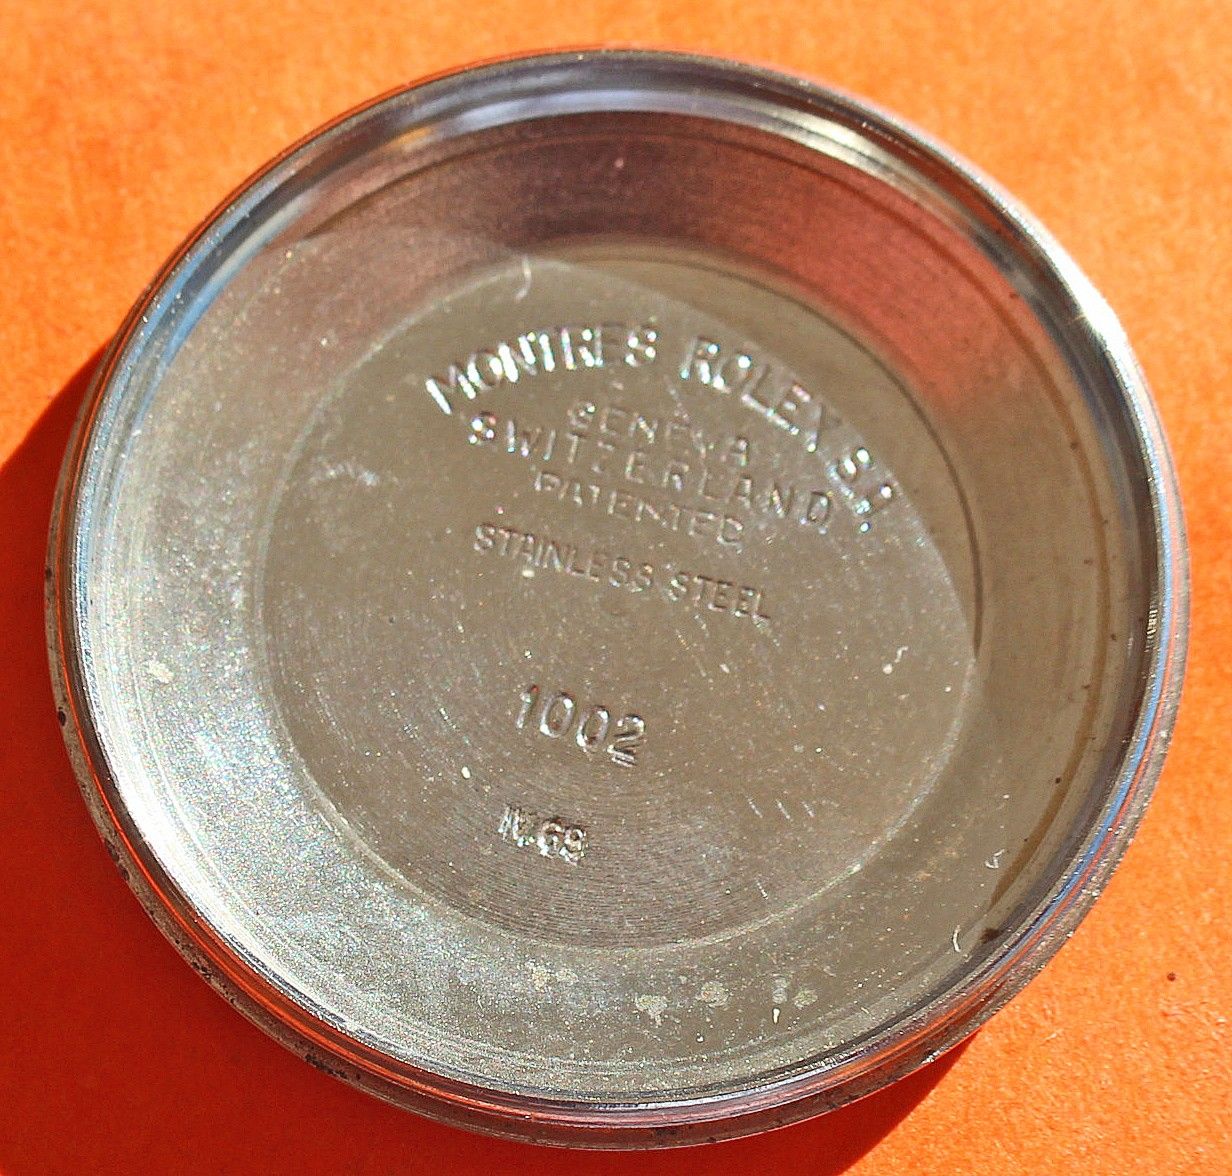 MONTRES ROLEX S.A
GENEVA
SWITZERLAND
PATENTED
STAINLESS STEEL
1002
IV.69